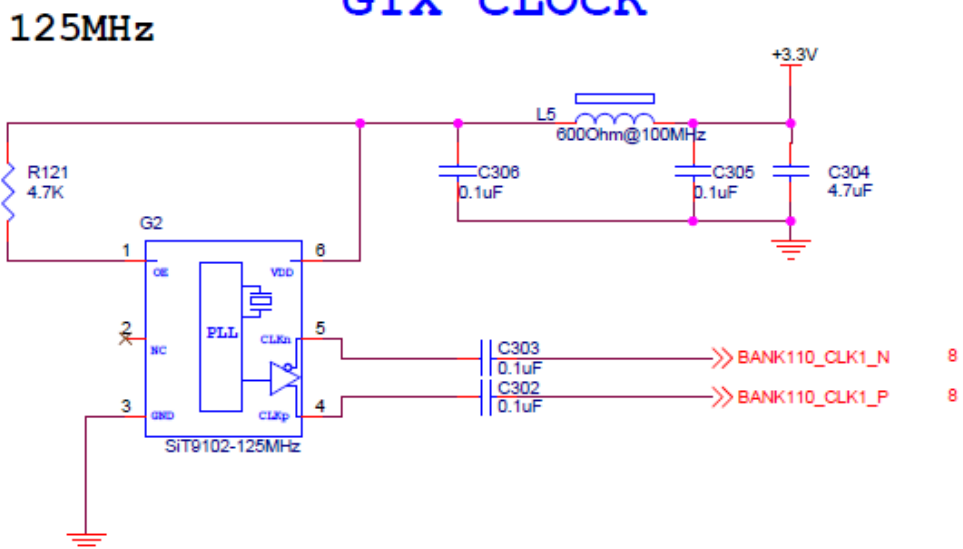 GTX CLOCK
125MHz
+3.3V
L5
600Ohm@100MHz
R121
4.7K
C306
0.1uF
C305
0.1uF
C304
4.7uF
G2
1
OE
6
VDD
2
NC
PLL
5
CLKn
3
GND
4
CLKp
SiT9102-125MHz
C303
0.1uF
BANK110_CLK1_N 8
C302
0.1uF
BANK110_CLK1_P 8